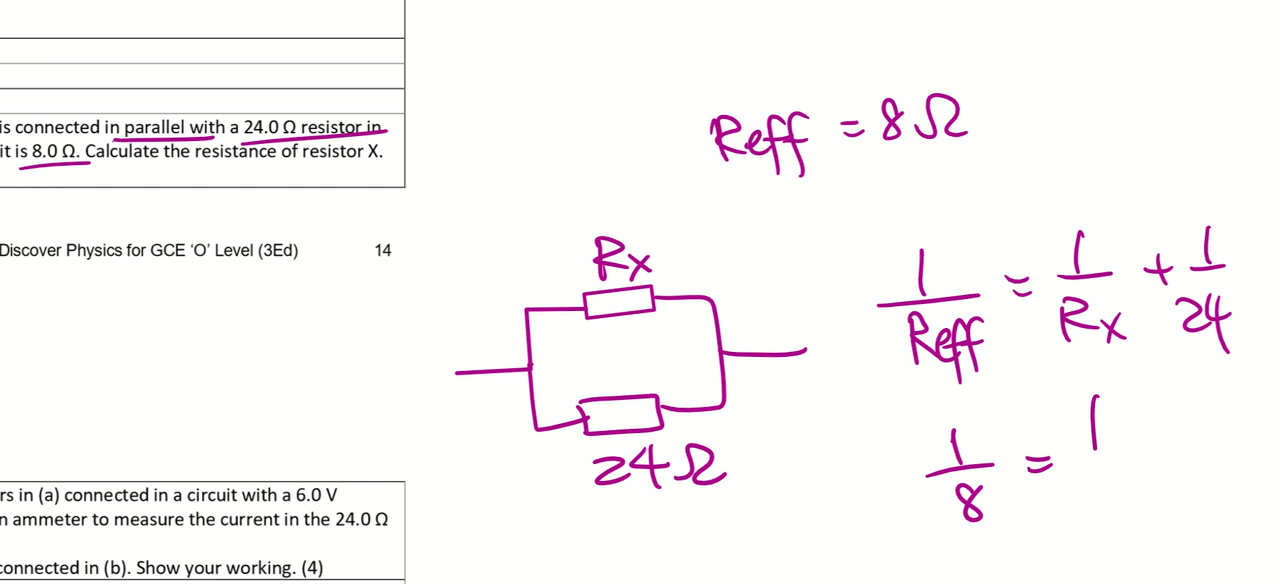 is connected in parallel with a 24.0 Ω resistor in
it is 8.0 Ω. Calculate the resistance of resistor X.
Discover Physics for GCE 'O' Level (3Ed) 14
rs in (a) connected in a circuit with a 6.0 V
n ammeter to measure the current in the 24.0 Ω
connected in (b). Show your working. (4)
Reff = 8Ω
Rx
24Ω
1/Reff = 1/Rx + 1/24
1/8 = 1